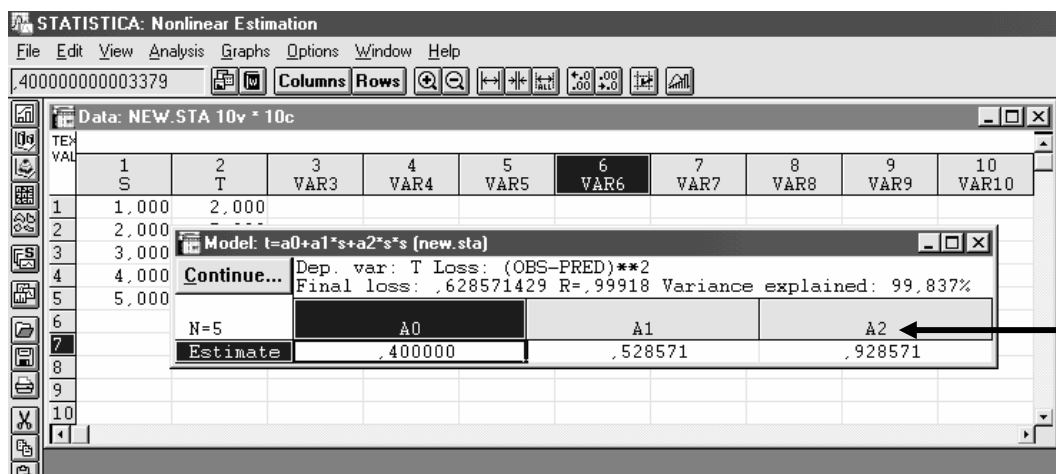 STATISTICA: Nonlinear Estimation
File Edit View Analysis Graphs Options Window Help
,400000000003379 Columns Rows
Data: NEW.STA 10v * 10c
TEX
VAL
1 2 3 4 5 6 7 8 9 10
S T VAR3 VAR4 VAR5 VAR6 VAR7 VAR8 VAR9 VAR10
1 1,000 2,000
2 2,000
3 3,000
4 4,000
5 5,000
6
7
8
9
10
Model: t=a0+a1*s+a2*s*s (new.sta)
Continue... Dep. var: T Loss: (OBS-PRED)**2
Final loss: ,628571429 R=,99918 Variance explained: 99,837%
N=5 A0 A1 A2
Estimate ,400000 ,528571 ,928571